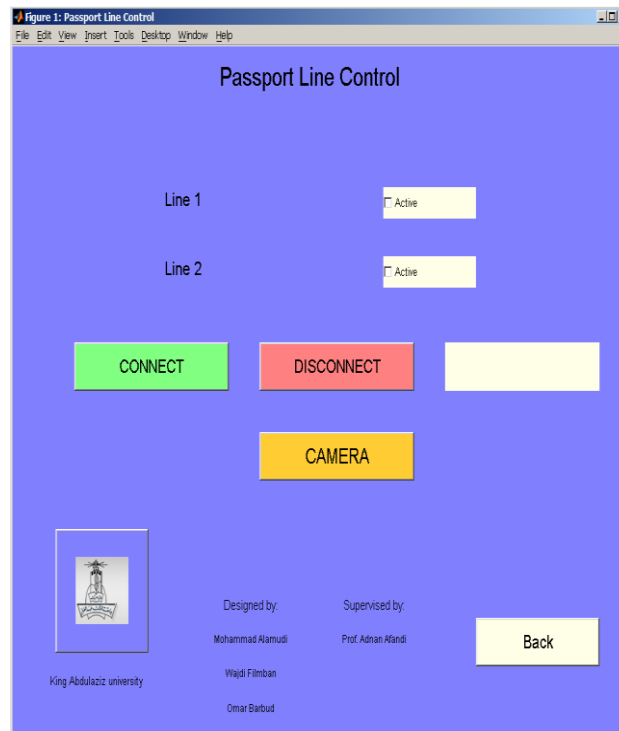 Figure 1: Passport Line Control
File Edit View Insert Tools Desktop Window Help
Passport Line Control
Line 1
Active
Line 2
Active
CONNECT
DISCONNECT
CAMERA
Designed by:
Supervised by:
Mohammad Alamudi
Prof. Adnan Afandi
Back
King Abdulaziz university
Wajdi Filmban
Omar Barbud